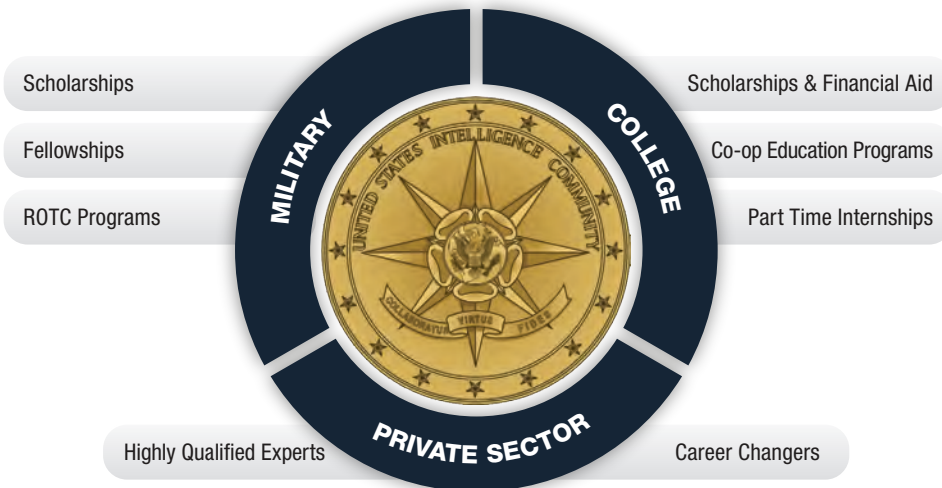 Scholarships
Fellowships
ROTC Programs
MILITARY
COLLEGE
Scholarships & Financial Aid
Co-op Education Programs
Part Time Internships
UNITED STATES INTELLIGENCE COMMUNITY
COLLABORATUS VIRTUS FIDES
PRIVATE SECTOR
Highly Qualified Experts
Career Changers